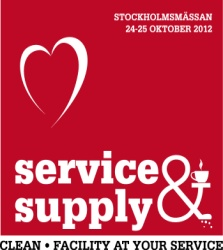 STOCKHOLMSMÄSSAN
24-25 OKTOBER 2012
service &
supply
CLEAN • FACILITY AT YOUR SERVICE